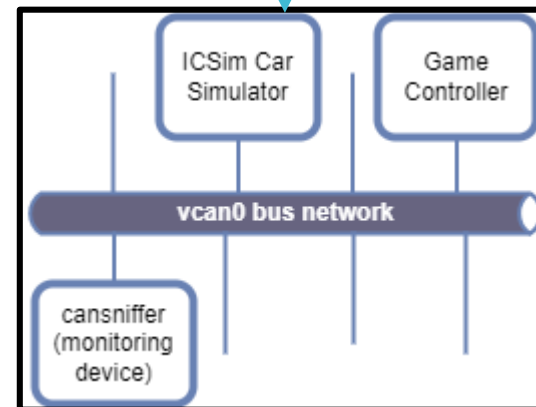 ICSim Car
Simulator
Game
Controller
vcan0 bus network
cansniffer
(monitoring
device)